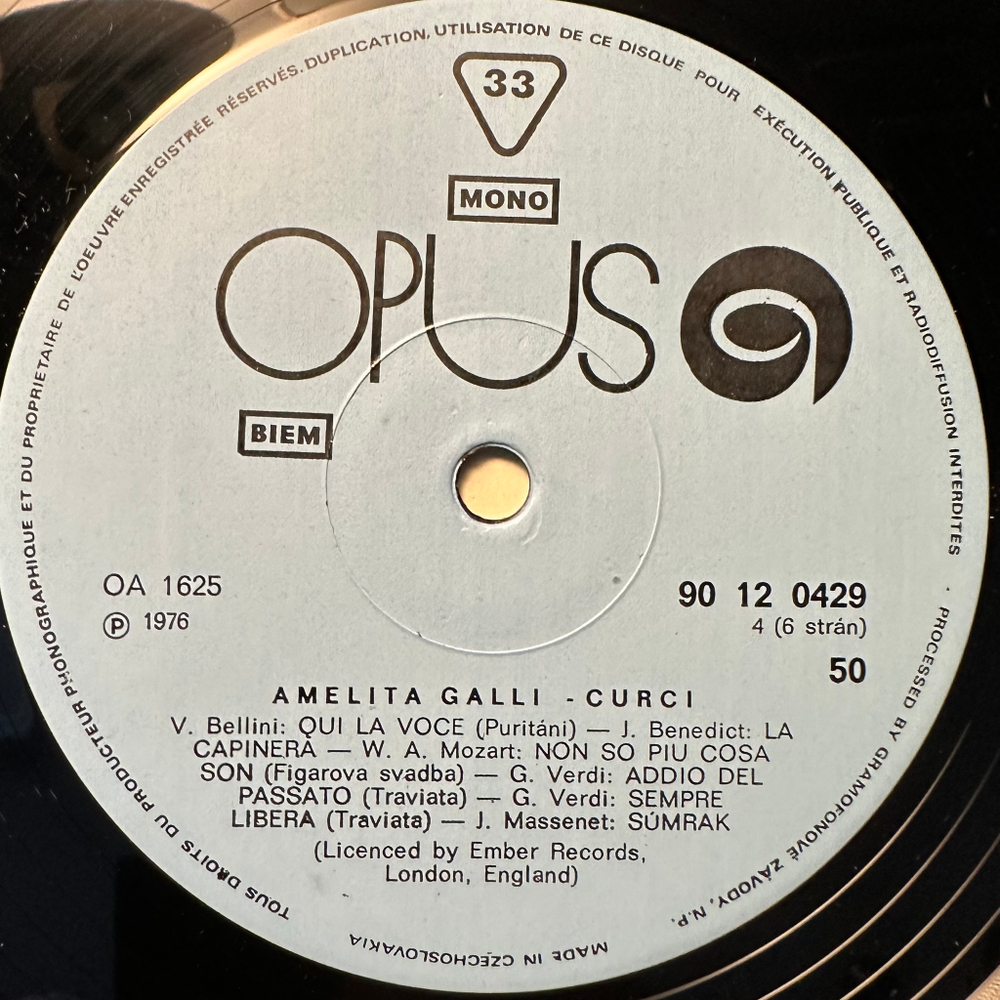 TOUS DROITS DU PRODUCTEUR PHONOGRAPHIQUE ET DU PROPRIETAIRE DE L'OEUVRE ENREGISTRÉE RÉSERVÉS. DUPLICATION, UTILISATION DE CE DISQUE POUR EXÉCUTION PUBLIQUE ET RADIODIFFUSION INTERDITES · PROCESSED BY GRAMOFONOVÉ ZÁVODY, N.P.
MADE IN CZECHOSLOVAKIA
33
MONO
OPUS
BIEM
OA 1625
Ⓟ 1976
90 12 0429
4 (6 strán)
50
AMELITA GALLI - CURCI
V. Bellini: QUI LA VOCE (Puritáni) — J. Benedict: LA
CAPINERA — W. A. Mozart: NON SO PIU COSA
SON (Figarova svadba) — G. Verdi: ADDIO DEL
PASSATO (Traviata) — G. Verdi: SEMPRE
LIBERA (Traviata) — J. Massenet: SÚMRAK
(Licenced by Ember Records,
London, England)